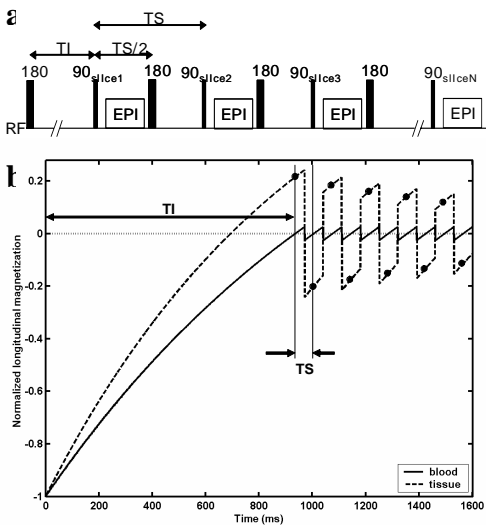 a
TS
TI TS/2
180 90slIce1 180 90slIce2 180 90slIce3 180 90sliceN
EPI EPI EPI EPI
RF
b
0.2
TI
0
-0.2
TS
-0.4
-0.6
-0.8
-1
Normalized longitudinal magnetization
blood
tissue
0 200 400 600 800 1000 1200 1400 1600
Time (ms)